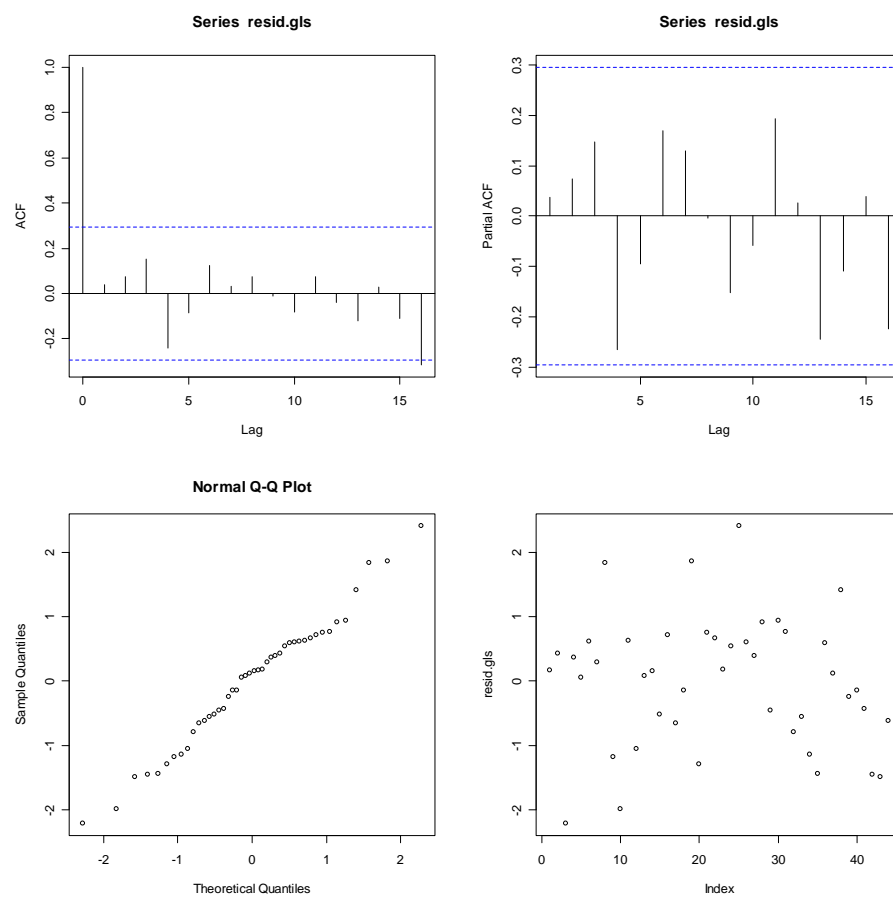 Series resid.gls
ACF
1.0
0.8
0.6
0.4
0.2
0.0
-0.2
0 5 10 15
Lag
Series resid.gls
Partial ACF
0.3
0.2
0.1
0.0
-0.1
-0.2
-0.3
5 10 15
Lag
Normal Q-Q Plot
Sample Quantiles
2
1
0
-1
-2
-2 -1 0 1 2
Theoretical Quantiles
resid.gls
2
1
0
-1
-2
0 10 20 30 40
Index